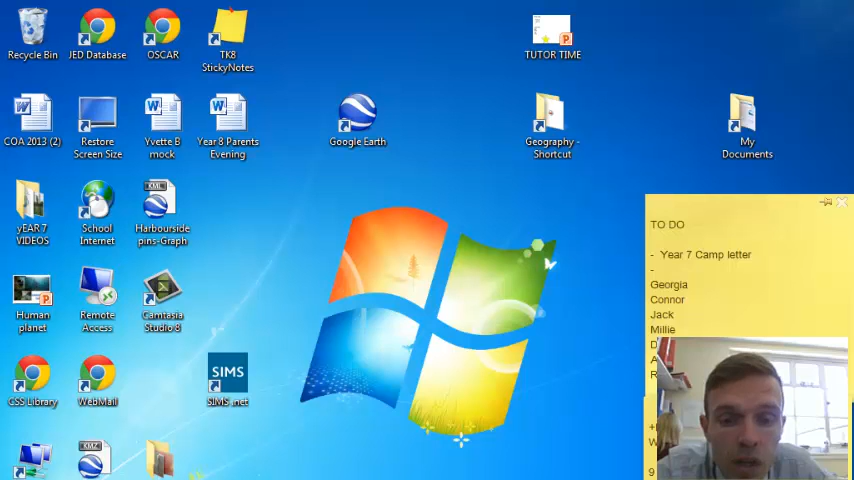 Recycle Bin
JED Database
OSCAR
TK8
StickyNotes
TUTOR TIME
COA 2013 (2)
Restore
Screen Size
Yvette B
mock
Year 8 Parents
Evening
Google Earth
Geography -
Shortcut
My
Documents
yEAR 7
VIDEOS
School
Internet
KML
Harbourside
pins-Graph
TO DO
- Year 7 Camp letter
-
Georgia
Connor
Jack
Millie
Human
planet
Remote
Access
Camtasia
Studio 8
CSS Library
WebMail
SIMS
SIMS .net
KMZ
9